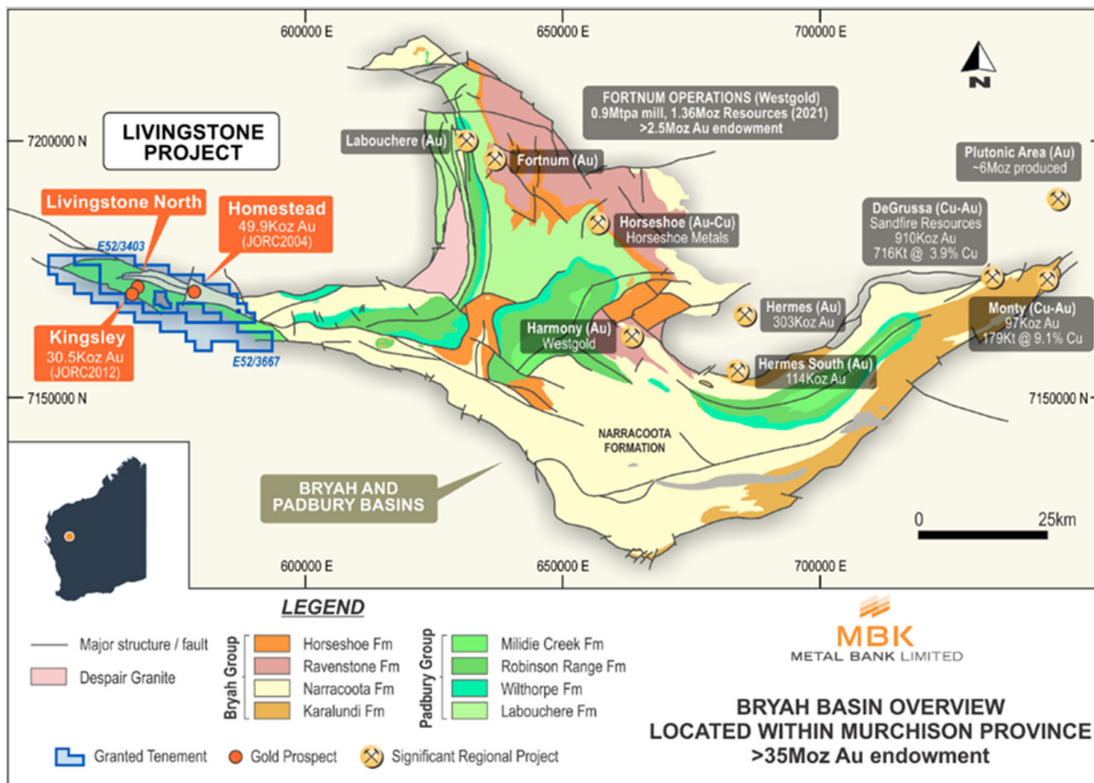 600000 E
650000 E
700000 E
N
FORTNUM OPERATIONS (Westgold)
0.9Mtpa mill, 1.36Moz Resources (2021)
>2.5Moz Au endowment
7200000 N
LIVINGSTONE
PROJECT
Labouchere (Au)
Fortnum (Au)
Plutonic Area (Au)
~6Moz produced
Livingstone North
Homestead
49.9Koz Au
(JORC2004)
Horseshoe (Au-Cu)
Horseshoe Metals
DeGrussa (Cu-Au)
Sandfire Resources
910Koz Au
716Kt @ 3.9% Cu
E52/3403
Kingsley
30.5Koz Au
(JORC2012)
E52/3667
Harmony (Au)
Westgold
Hermes (Au)
303Koz Au
Monty (Cu-Au)
97Koz Au
179Kt @ 9.1% Cu
Hermes South (Au)
114Koz Au
7150000 N
7150000 N
NARRACOOTA
FORMATION
BRYAH AND
PADBURY BASINS
0 25km
600000 E
650000 E
700000 E
LEGEND
Major structure / fault
Despair Granite
Bryah Group
Horseshoe Fm
Ravenstone Fm
Narracoota Fm
Karalundi Fm
Padbury Group
Milidie Creek Fm
Robinson Range Fm
Wilthorpe Fm
Labouchere Fm
Granted Tenement
Gold Prospect
Significant Regional Project
MBK
METAL BANK LIMITED
BRYAH BASIN OVERVIEW
LOCATED WITHIN MURCHISON PROVINCE
>35Moz Au endowment